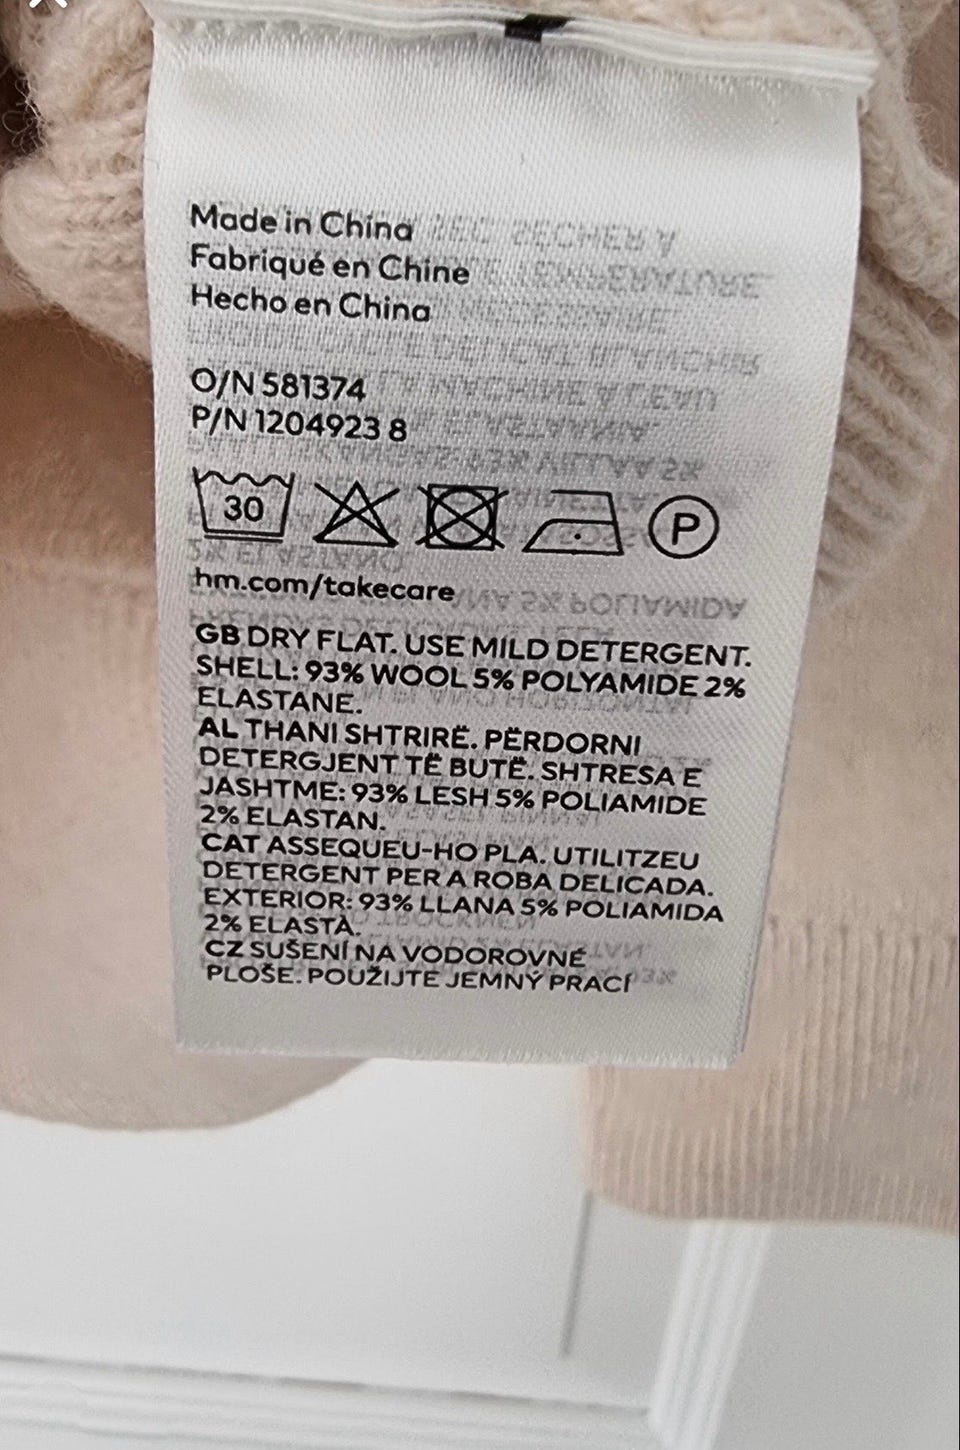 Made in China
Fabriqué en Chine
Hecho en China
O/N 581374
P/N 1204923 8
30 P
hm.com/takecare
GB DRY FLAT. USE MILD DETERGENT.
SHELL: 93% WOOL 5% POLYAMIDE 2%
ELASTANE.
AL THANI SHTRIRË. PËRDORNI
DETERGJENT TË BUTË. SHTRESA E
JASHTME: 93% LESH 5% POLIAMIDE
2% ELASTAN.
CAT ASSEQUEU-HO PLA. UTILITZEU
DETERGENT PER A ROBA DELICADA.
EXTERIOR: 93% LLANA 5% POLIAMIDA
2% ELASTÀ.
CZ SUŠENÍ NA VODOROVNÉ
PLOŠE. POUŽIJTE JEMNÝ PRACÍ